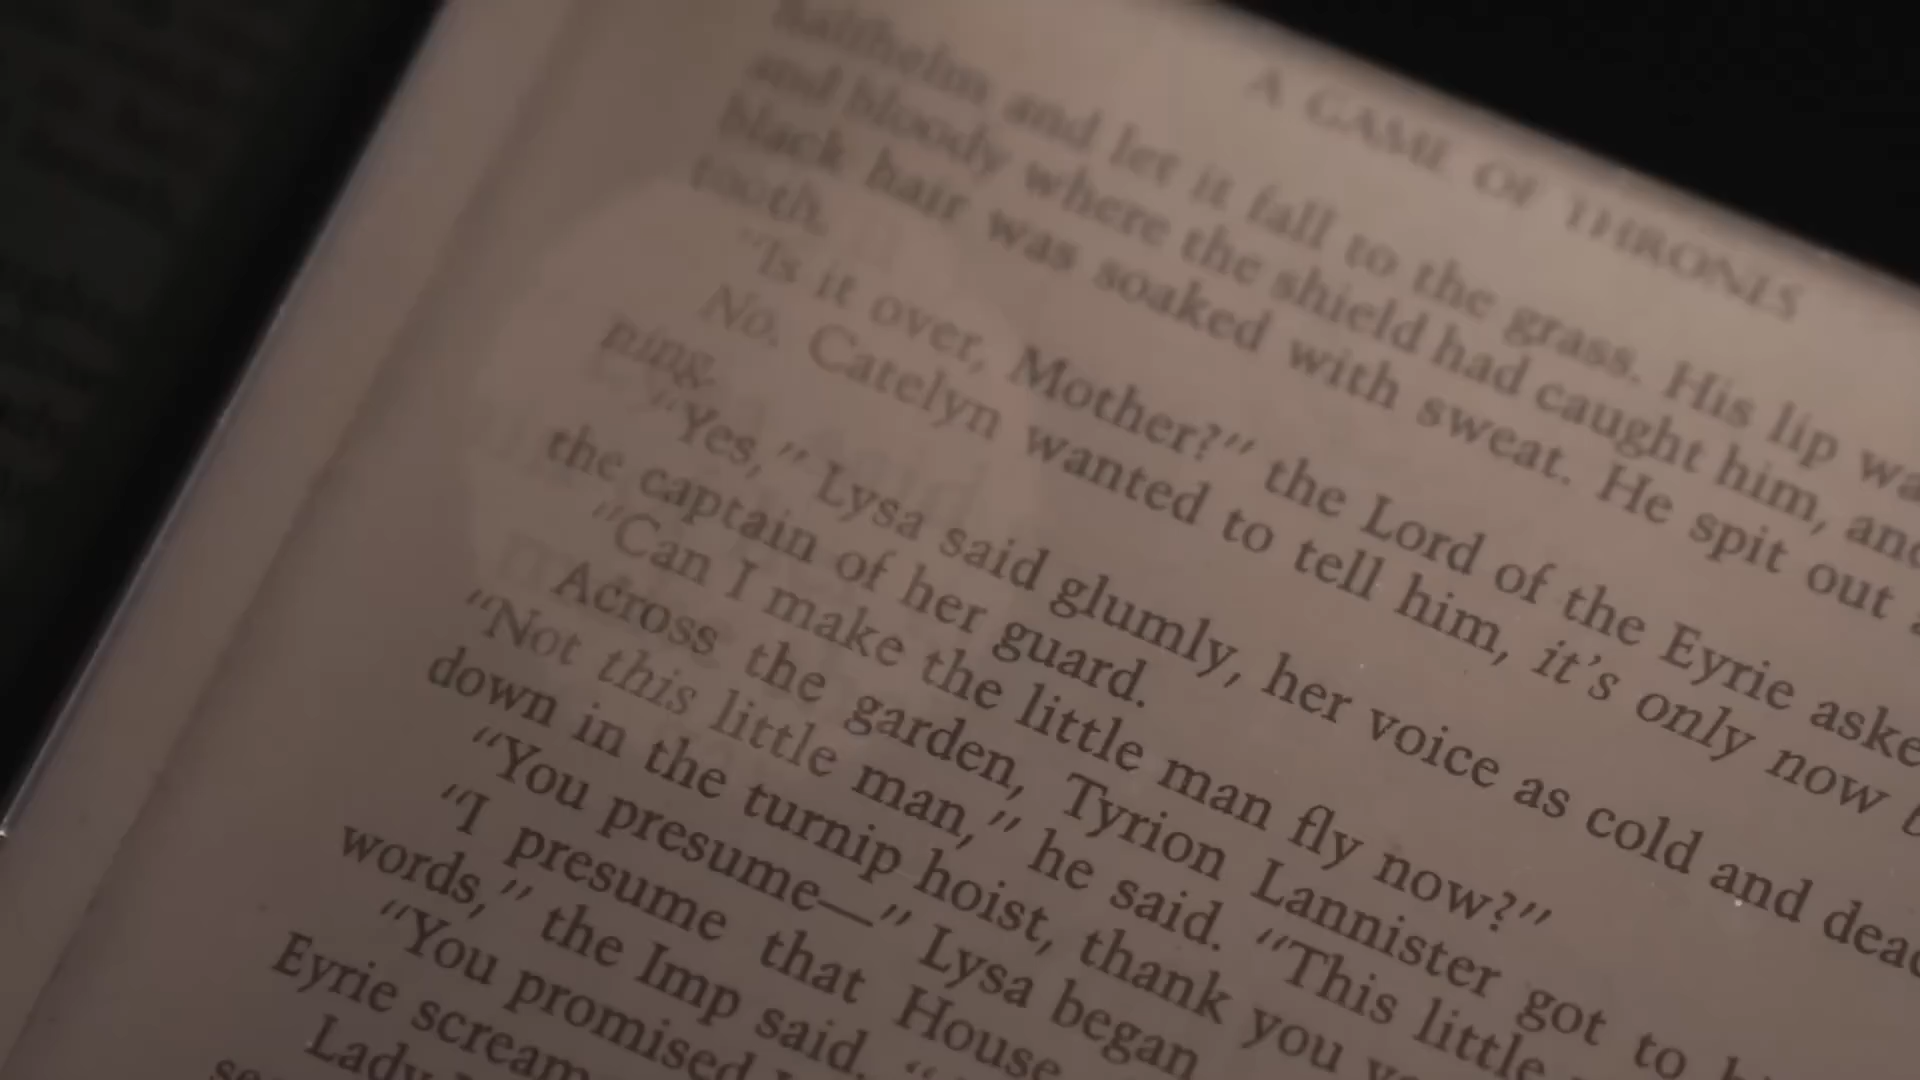 A GAME OF THRONES
halfhelm and let it fall to the grass. His lip
and bloody where the shield had caught him, and
black hair was soaked with sweat. He spit out
tooth.
"Is it over, Mother?" the Lord of the Eyrie
No. Catelyn wanted to tell him, it's only now
ning.
"Yes," Lysa said glumly, her voice as cold and
the captain of her guard.
"Can I make the little man fly now?"
Across the garden, Tyrion Lannister got to
"Not this little man," he said. "This little
down in the turnip hoist, thank you
"You presume—" Lysa began
"I presume that House
words," the Imp said.
"You promised
Eyrie
Lady